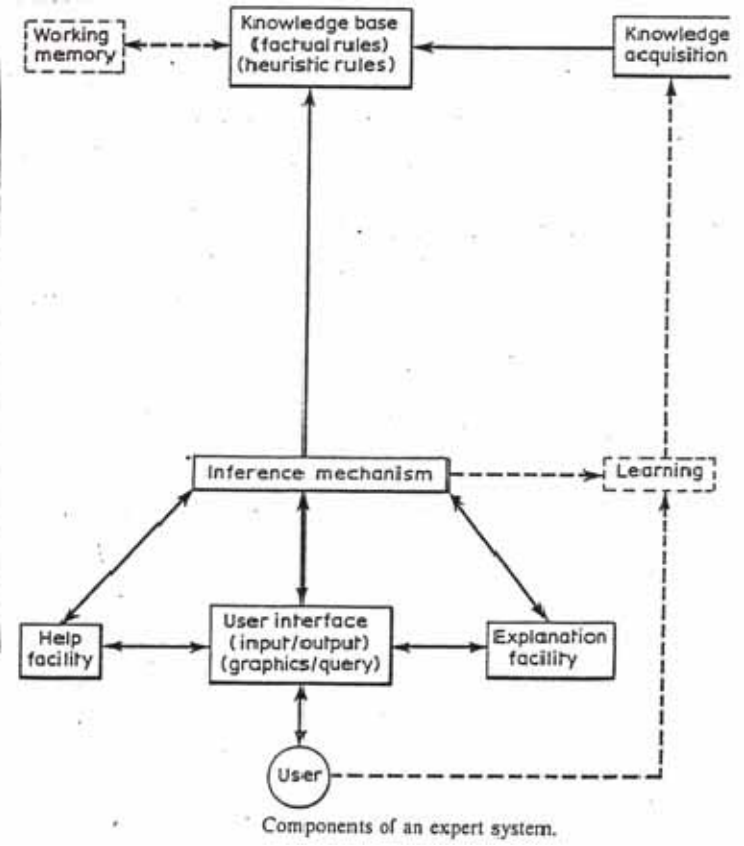 Working
memory
Knowledge base
(factual rules)
(heuristic rules)
Knowledge
acquisition
Inference mechanism
Learning
Help
facility
User interface
(input/output)
(graphics/query)
Explanation
facility
User
Components of an expert system.